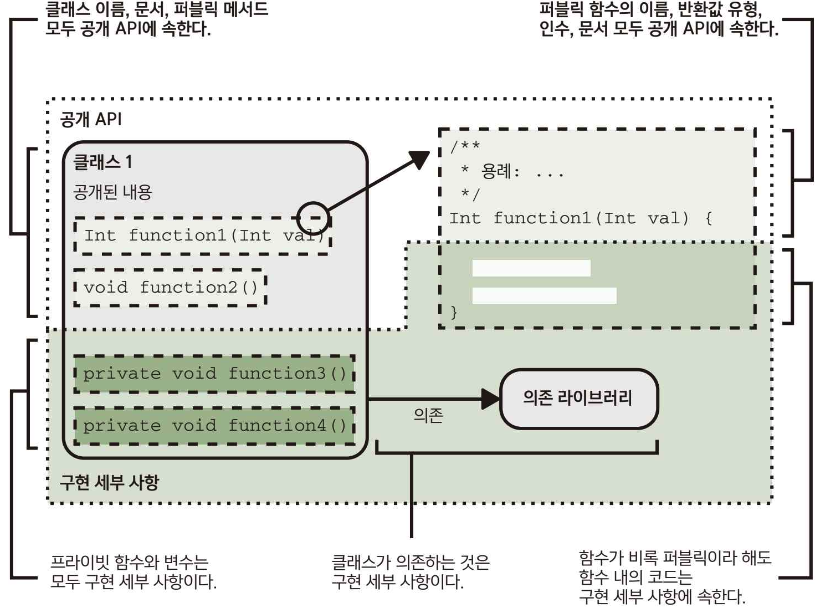 클래스 이름, 문서, 퍼블릭 메서드
모두 공개 API에 속한다.
퍼블릭 함수의 이름, 반환값 유형,
인수, 문서 모두 공개 API에 속한다.
공개 API
클래스 1
공개된 내용
Int function1(Int val)
void function2()
/**
* 용례: ...
*/
Int function1(Int val) {
}
private void function3()
private void function4()
의존
의존 라이브러리
구현 세부 사항
프라이빗 함수와 변수는
모두 구현 세부 사항이다.
클래스가 의존하는 것은
구현 세부 사항이다.
함수가 비록 퍼블릭이라 해도
함수 내의 코드는
구현 세부 사항에 속한다.